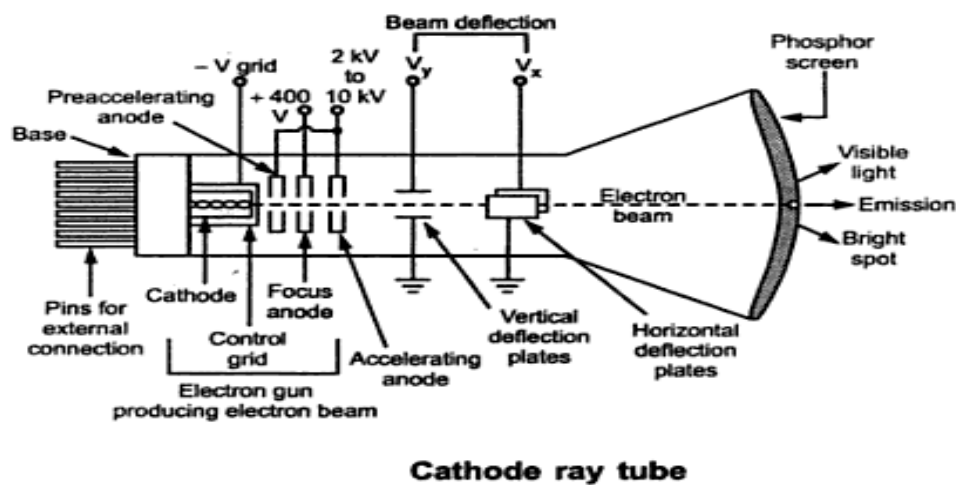 Beam deflection
Phosphor
screen
– V grid
2 kV
to
10 kV
V_y
V_x
+ 400
V
Preaccelerating
anode
Base
Visible
light
Electron
beam
Emission
Bright
spot
Pins for
external
connection
Cathode
Focus
anode
Control
grid
Accelerating
anode
Vertical
deflection
plates
Horizontal
deflection
plates
Electron gun
producing electron beam
Cathode ray tube